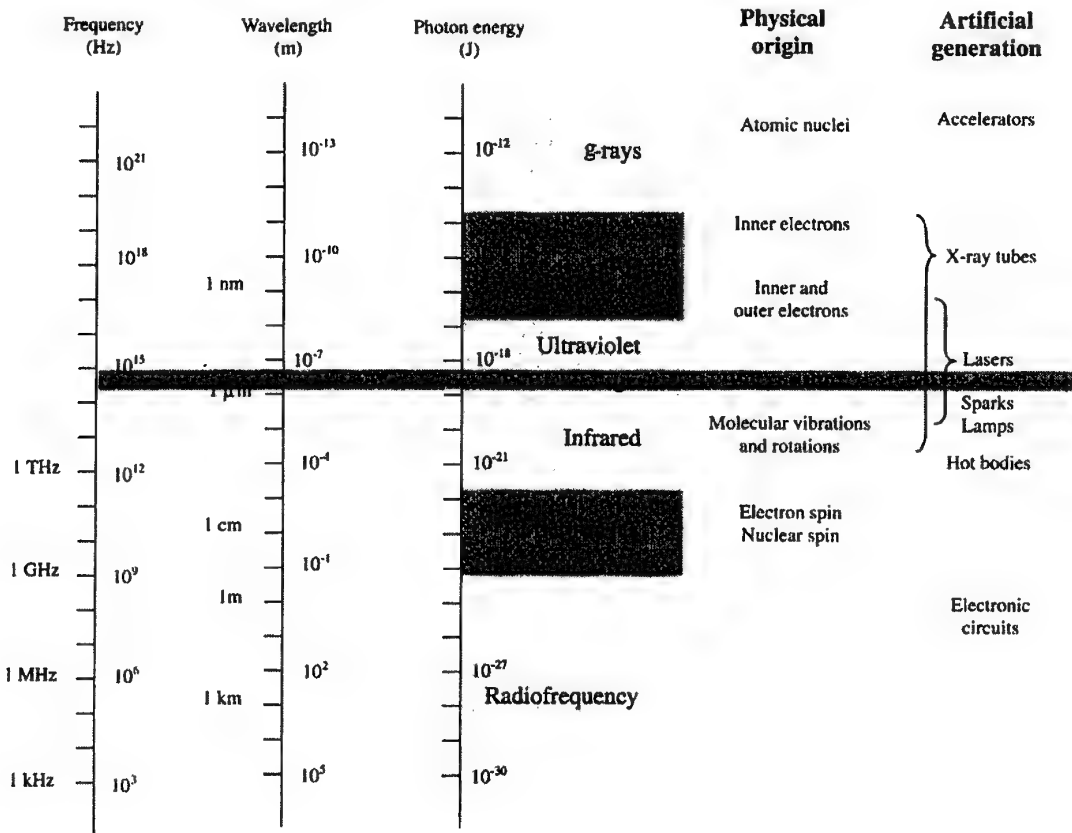 Frequency
(Hz)
Wavelength
(m)
Photon energy
(J)
Physical
origin
Artificial
generation
10²¹
10¹⁸
10¹⁵
1 THz
10¹²
1 GHz
10⁹
1 MHz
10⁶
1 kHz
10³
10⁻¹³
10⁻¹⁰
1 nm
10⁻⁷
1 μm
10⁻⁴
1 cm
10⁻¹
1m
10²
1 km
10⁵
10⁻¹²
10⁻¹⁸
10⁻²¹
10⁻²⁷
10⁻³⁰
g-rays
Ultraviolet
Infrared
Radiofrequency
Atomic nuclei
Inner electrons
Inner and
outer electrons
Molecular vibrations
and rotations
Electron spin
Nuclear spin
Accelerators
X-ray tubes
Lasers
Sparks
Lamps
Hot bodies
Electronic
circuits